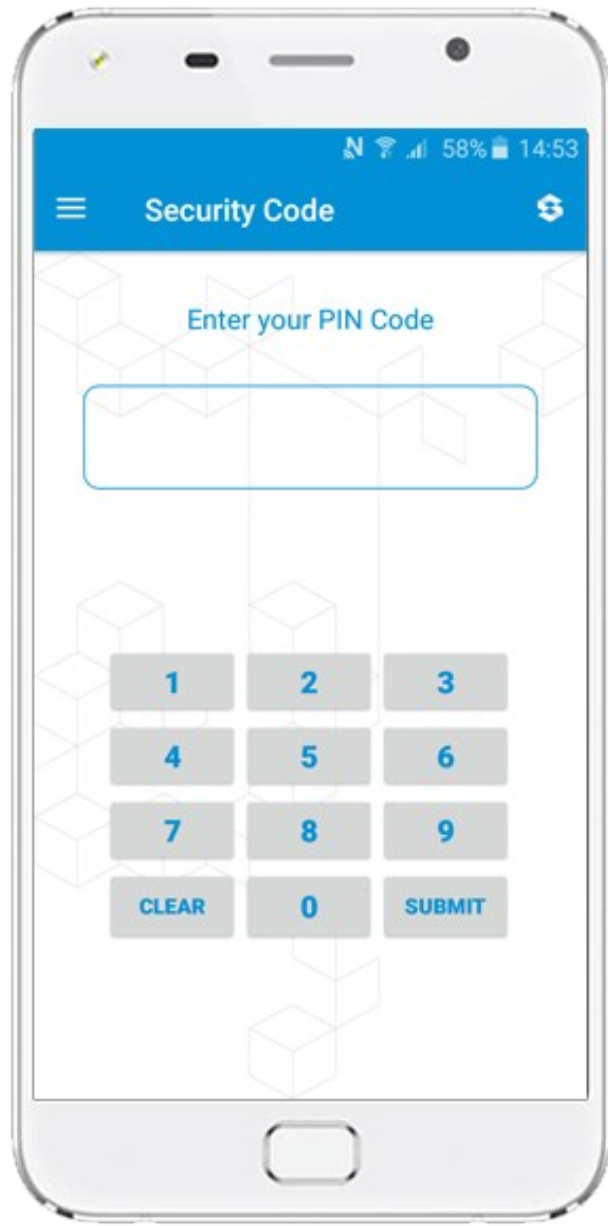 58% 14:53
Security Code
Enter your PIN Code
1 2 3
4 5 6
7 8 9
CLEAR 0 SUBMIT